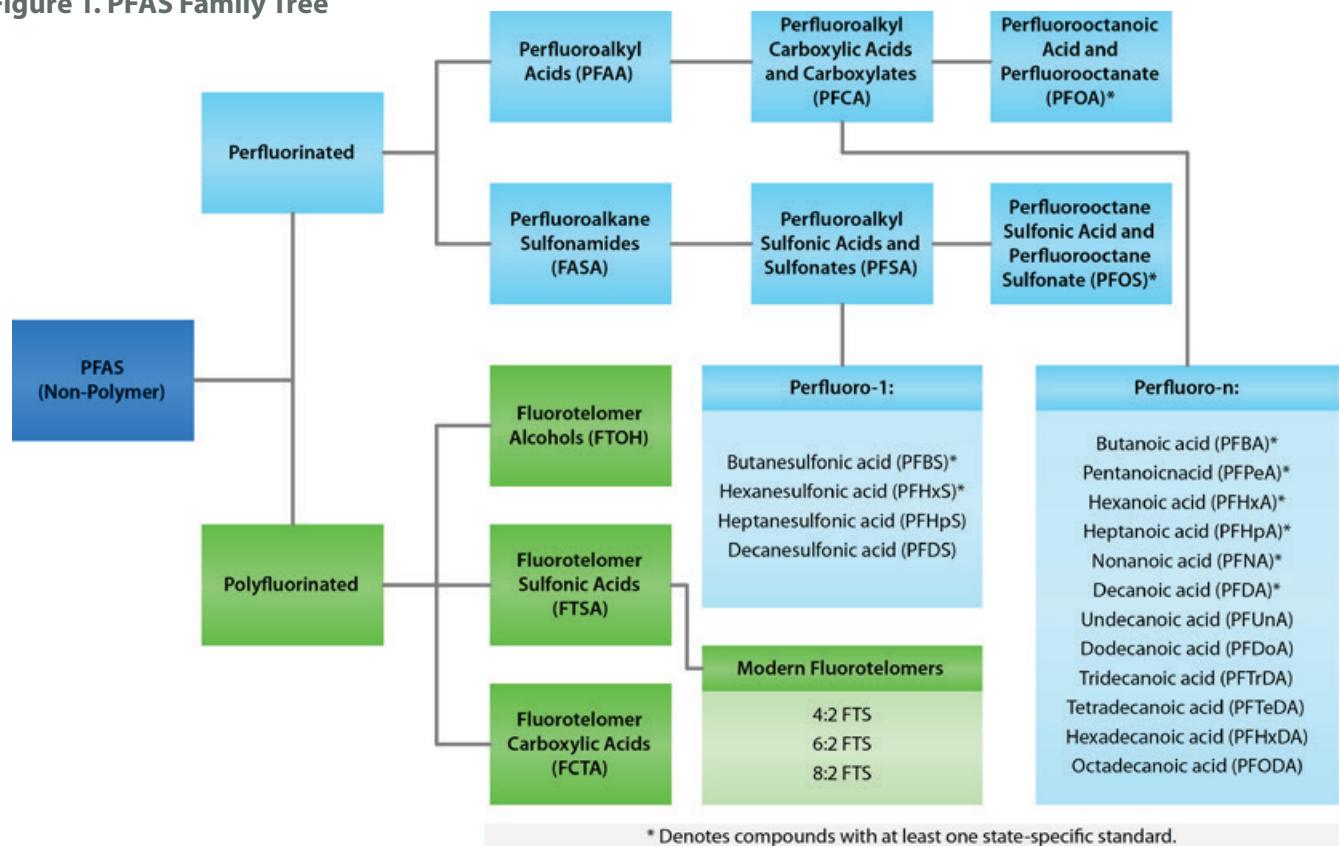 Figure 1. PFAS Family Tree
Perfluoroalkyl
Acids (PFAA)
Perfluoroalkyl
Carboxylic Acids
and Carboxylates
(PFCA)
Perfluorooctanoic
Acid and
Perfluorooctanate
(PFOA)*
Perfluorinated
Perfluoroalkane
Sulfonamides
(FASA)
Perfluoroalkyl
Sulfonic Acids and
Sulfonates (PFSA)
Perfluorooctane
Sulfonic Acid and
Perfluorooctane
Sulfonate (PFOS)*
PFAS
(Non-Polymer)
Fluorotelomer
Alcohols (FTOH)
Perfluoro-1:
Butanesulfonic acid (PFBS)*
Hexanesulfonic acid (PFHxS)*
Heptanesulfonic acid (PFHpS)
Decanesulfonic acid (PFDS)
Perfluoro-n:
Butanoic acid (PFBA)*
Pentanoicnacid (PFPeA)*
Hexanoic acid (PFHxA)*
Heptanoic acid (PFHpA)*
Nonanoic acid (PFNA)*
Decanoic acid (PFDA)*
Undecanoic acid (PFUnA)
Dodecanoic acid (PFDoA)
Tridecanoic acid (PFTrDA)
Tetradecanoic acid (PFTeDA)
Hexadecanoic acid (PFHxDA)
Octadecanoic acid (PFODA)
Polyfluorinated
Fluorotelomer
Sulfonic Acids
(FTSA)
Modern Fluorotelomers
4:2 FTS
6:2 FTS
8:2 FTS
Fluorotelomer
Carboxylic Acids
(FCTA)
* Denotes compounds with at least one state-specific standard.